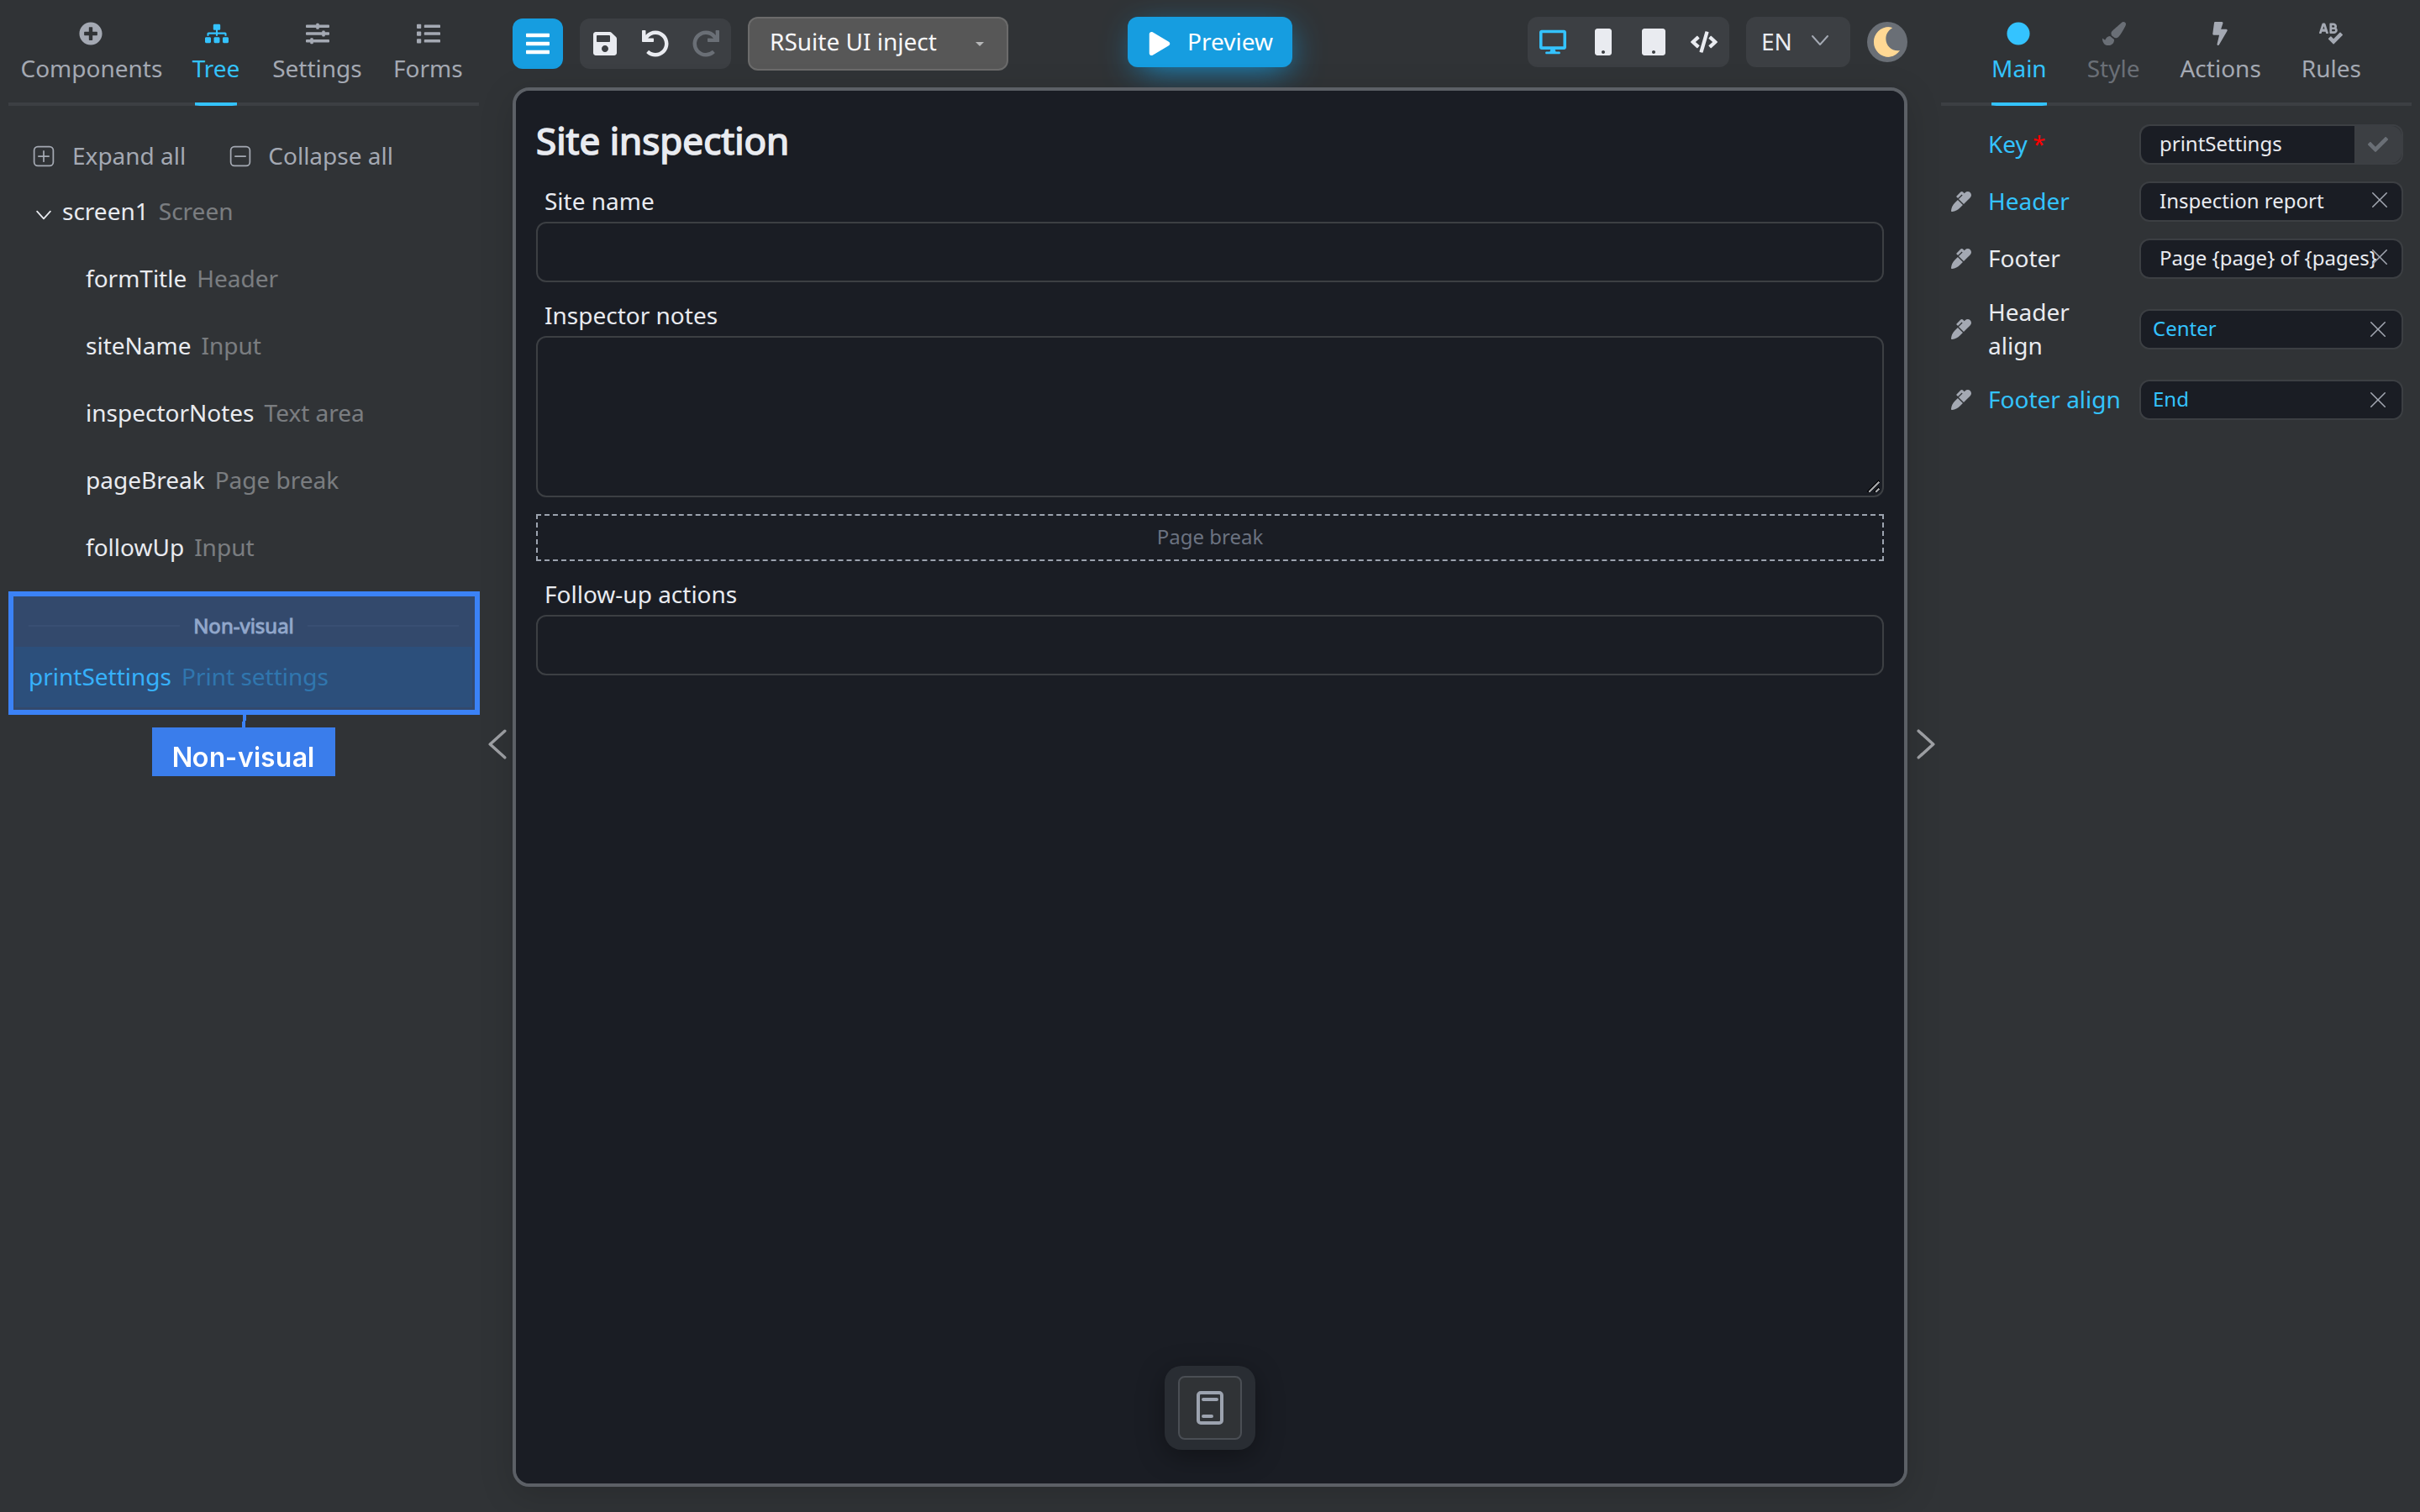 Components
Tree
Settings
Forms
RSuite UI inject
Preview
EN
Main
Style
AB
Actions
Rules
Expand all
Collapse all
screen1 Screen
formTitle Header
siteName Input
inspectorNotes Text area
pageBreak Page break
followUp Input
Non-visual
printSettings Print settings
Non-visual
Site inspection
Site name
Inspector notes
Page break
Follow-up actions
Key *
printSettings
Header
Inspection report
Footer
Page {page} of {pages}
Header
align
Center
Footer align
End